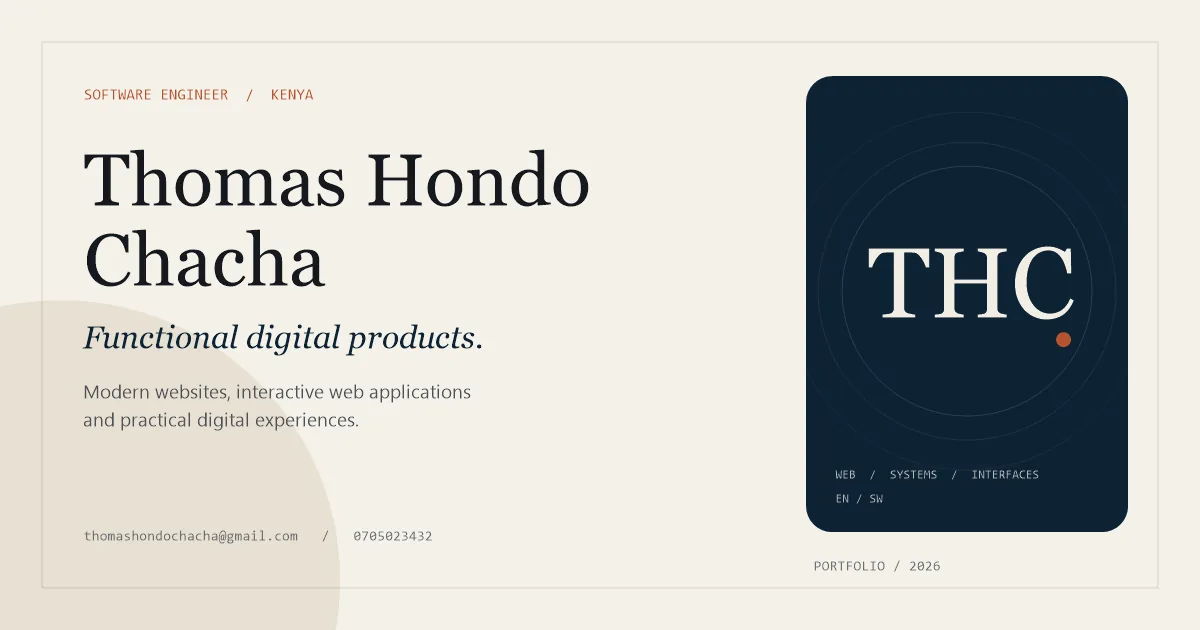 SOFTWARE ENGINEER / KENYA
Thomas Hondo
Chacha
Functional digital products.
Modern websites, interactive web applications
and practical digital experiences.
thomashondochacha@gmail.com / 0705023432
THC
WEB / SYSTEMS / INTERFACES
EN / SW
PORTFOLIO / 2026